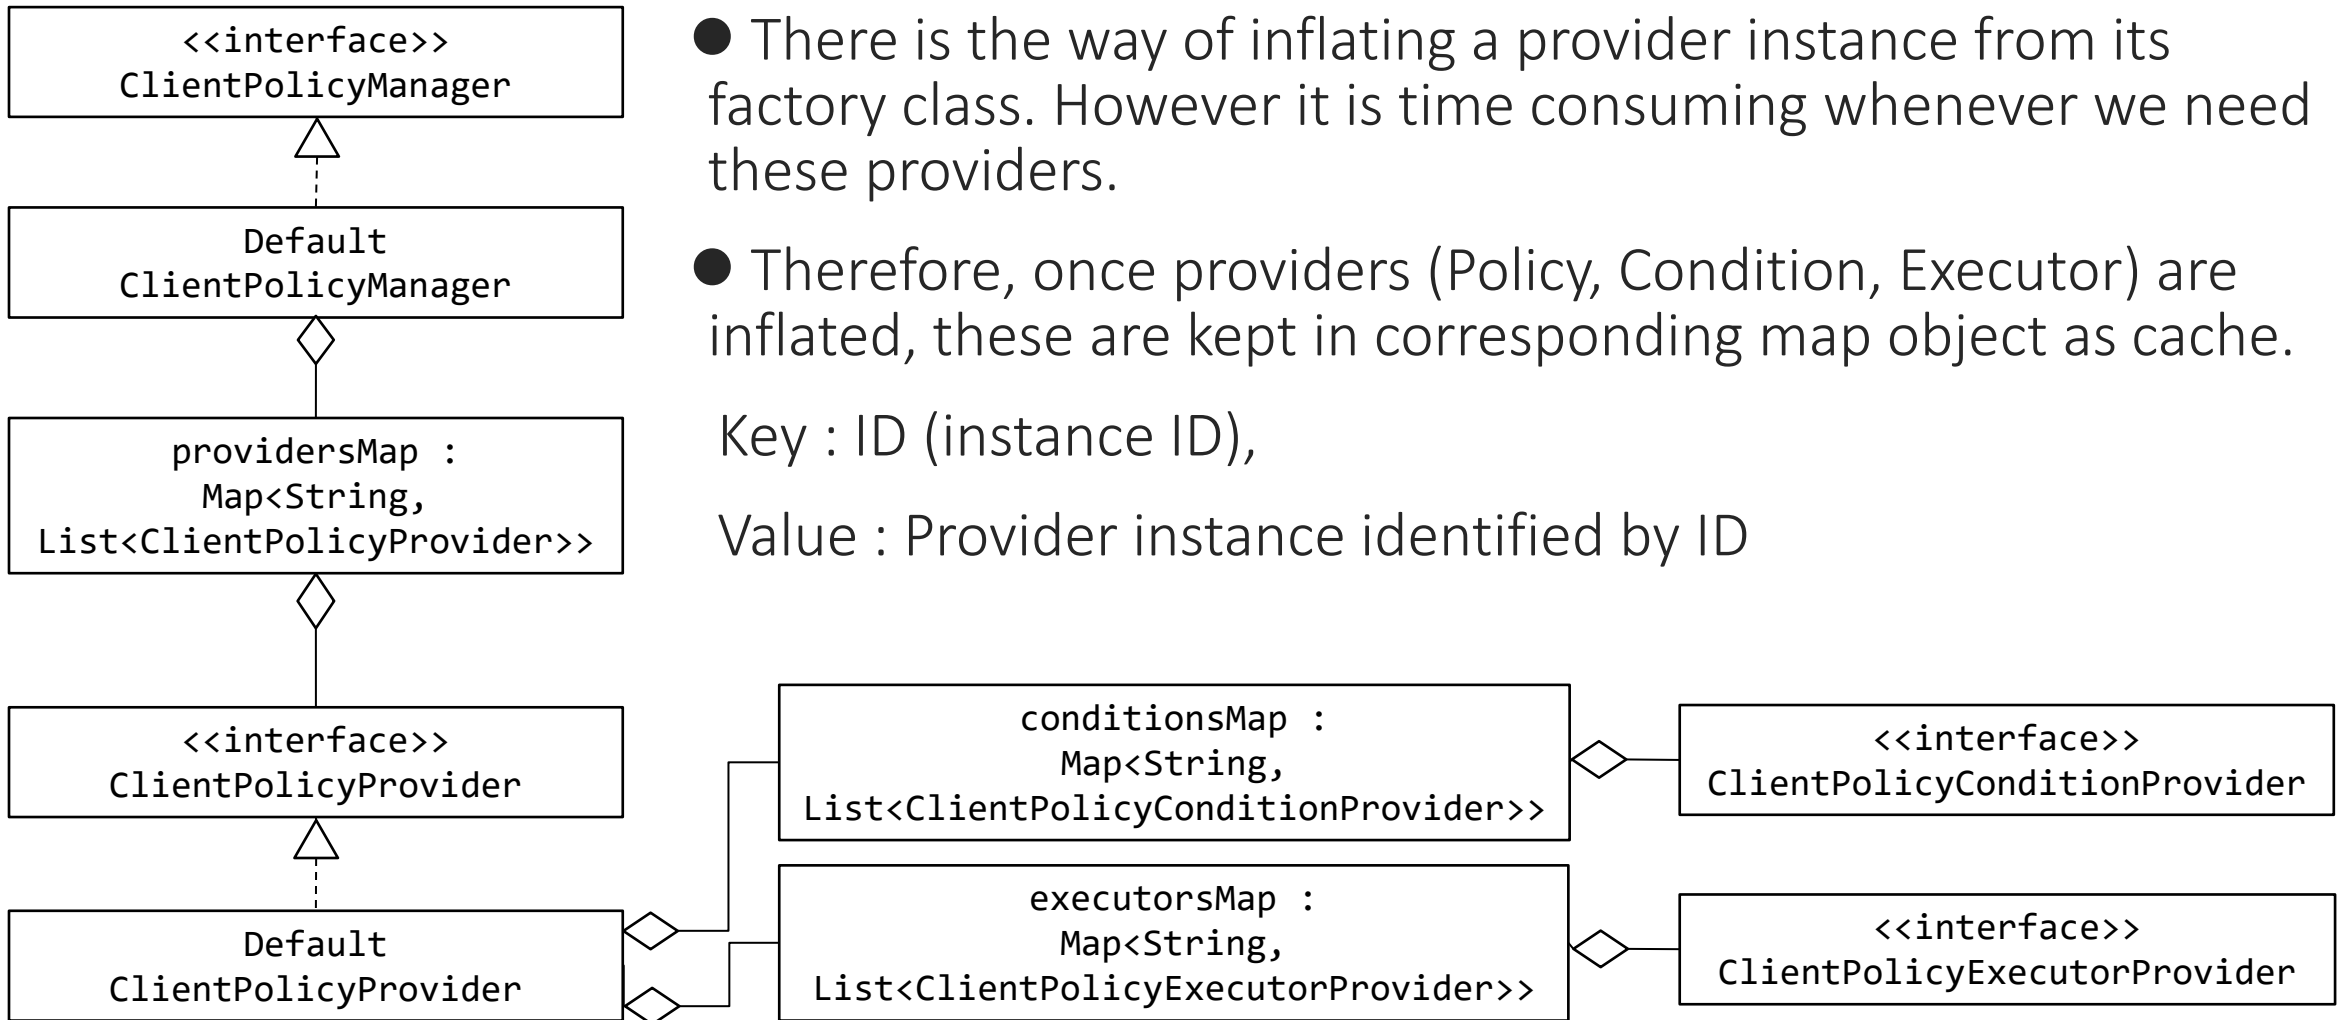 <<interface>>
ClientPolicyManager
Default
ClientPolicyManager
providersMap :
Map<String,
List<ClientPolicyProvider>>
<<interface>>
ClientPolicyProvider
Default
ClientPolicyProvider
● There is the way of inflating a provider instance from its
factory class. However it is time consuming whenever we need
these providers.
● Therefore, once providers (Policy, Condition, Executor) are
inflated, these are kept in corresponding map object as cache.
Key : ID (instance ID),
Value : Provider instance identified by ID
conditionsMap :
Map<String,
List<ClientPolicyConditionProvider>>
<<interface>>
ClientPolicyConditionProvider
executorsMap :
Map<String,
List<ClientPolicyExecutorProvider>>
<<interface>>
ClientPolicyExecutorProvider